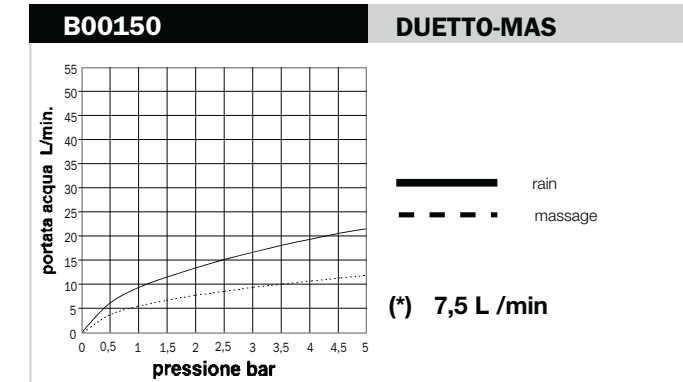 B00150
DUETTO-MAS
portata acqua L/min.
55
50
45
40
35
30
25
20
15
10
5
0
0 0,5 1 1,5 2 2,5 3 3,5 4 4,5 5
pressione bar
rain
massage
(*) 7,5 L /min